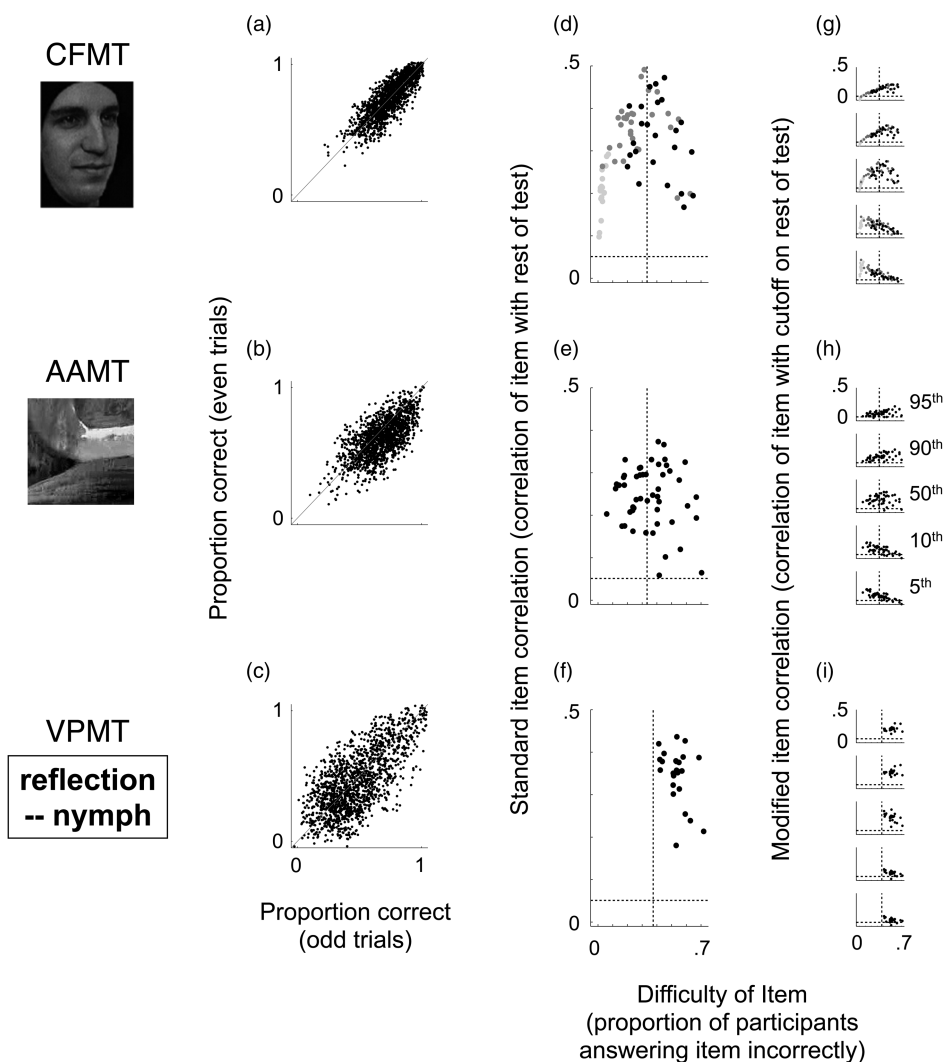 (a)
(d)
(g)
CFMT
1
0
.5
0
.5
0
Proportion correct (even trials)
Standard item correlation (correlation of item with rest of test)
Modified item correlation (correlation of item with cutoff on rest of test)
(b)
(e)
(h)
AAMT
1
0
.5
0
.5
0
95th
90th
50th
10th
5th
(c)
(f)
(i)
VPMT
reflection
-- nymph
1
0
0
1
.5
0
0
.7
.5
0
0
.7
Proportion correct
(odd trials)
Difficulty of Item
(proportion of participants
answering item incorrectly)